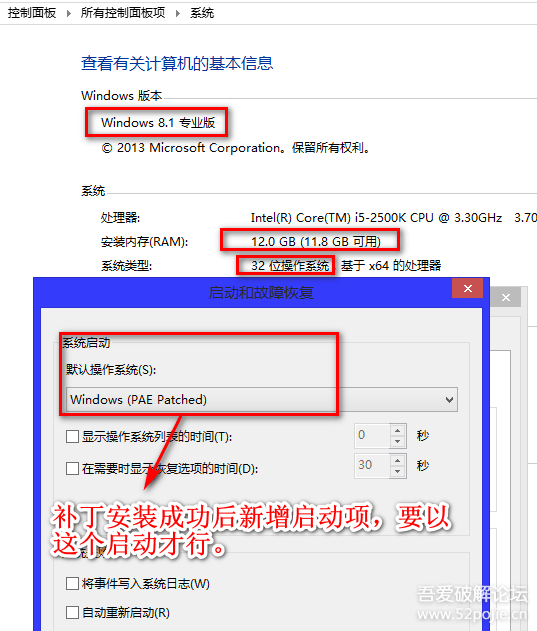 控制面板 ▸ 所有控制面板项 ▸ 系统
查看有关计算机的基本信息
Windows 版本
Windows 8.1 专业版
© 2013 Microsoft Corporation。保留所有权利。
系统
处理器: Intel(R) Core(TM) i5-2500K CPU @ 3.30GHz 3.70
安装内存(RAM): 12.0 GB (11.8 GB 可用)
系统类型: 32 位操作系统，基于 x64 的处理器
启动和故障恢复
系统启动
默认操作系统(S):
Windows (PAE Patched)
显示操作系统列表的时间(T): 0 秒
在需要时显示恢复选项的时间(D): 30 秒
补丁安装成功后新增启动项，要以
这个启动才行。
将事件写入系统日志(W)
自动重新启动(R)
吾爱破解论坛
www.52pojie.cn